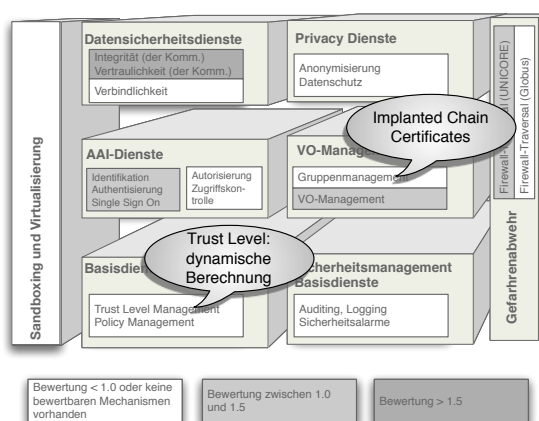 Sandboxing und Virtualisierung
Datensicherheitsdienste
Integrität (der Komm.)
Vertraulichkeit (der Komm.)
Verbindlichkeit
Privacy Dienste
Anonymisierung
Datenschutz
Implanted Chain
Certificates
AAI-Dienste
Identifikation
Authentisierung
Single Sign On
Autorisierung
Zugriffskon-
trolle
Gruppenmanagement
VO-Management
Trust Level:
dynamische
Berechnung
Trust Level Management
Policy Management
Basisdienste
Auditing, Logging
Sicherheitsalarme
(UNICORE)
Firewall-Traversal (Globus)
Gefarhrenabwehr
Bewertung < 1.0 oder keine
bewertbaren Mechanismen
vorhanden
Bewertung zwischen 1.0
und 1.5
Bewertung > 1.5